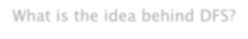 What is the idea behind DFS?